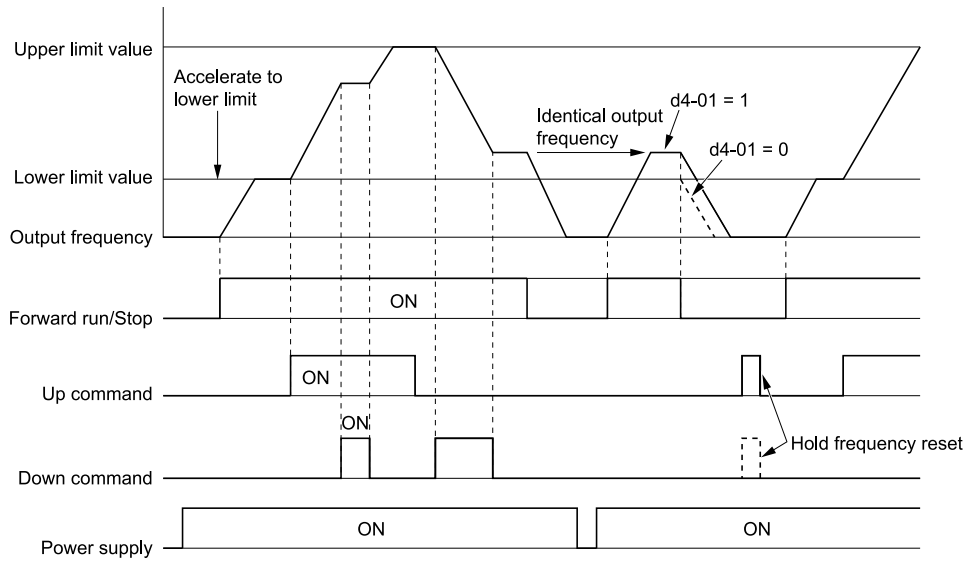 Upper limit value
Accelerate to
lower limit
Identical output
frequency
d4-01 = 1
d4-01 = 0
Lower limit value
Output frequency
Forward run/Stop
ON
Up command
ON
ON
Down command
Hold frequency reset
Power supply
ON
ON